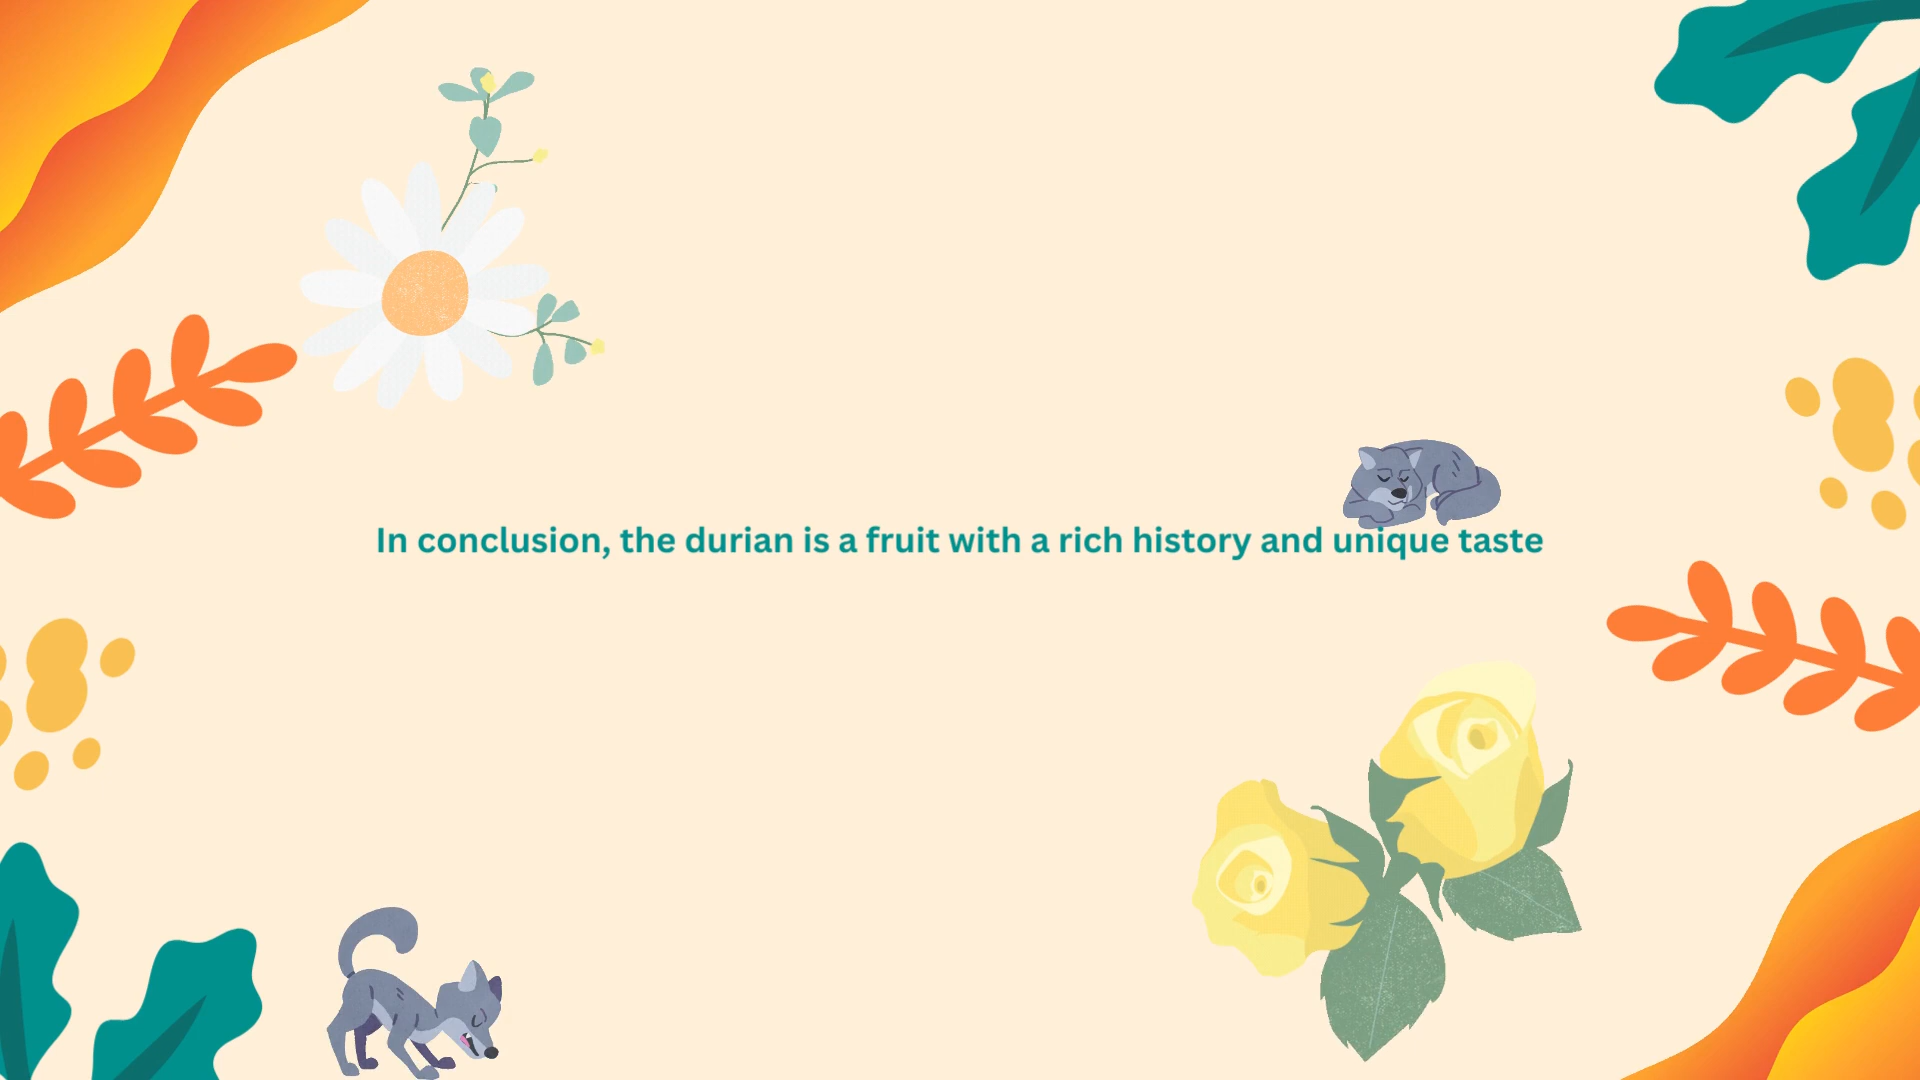 In conclusion, the durian is a fruit with a rich history and unique taste